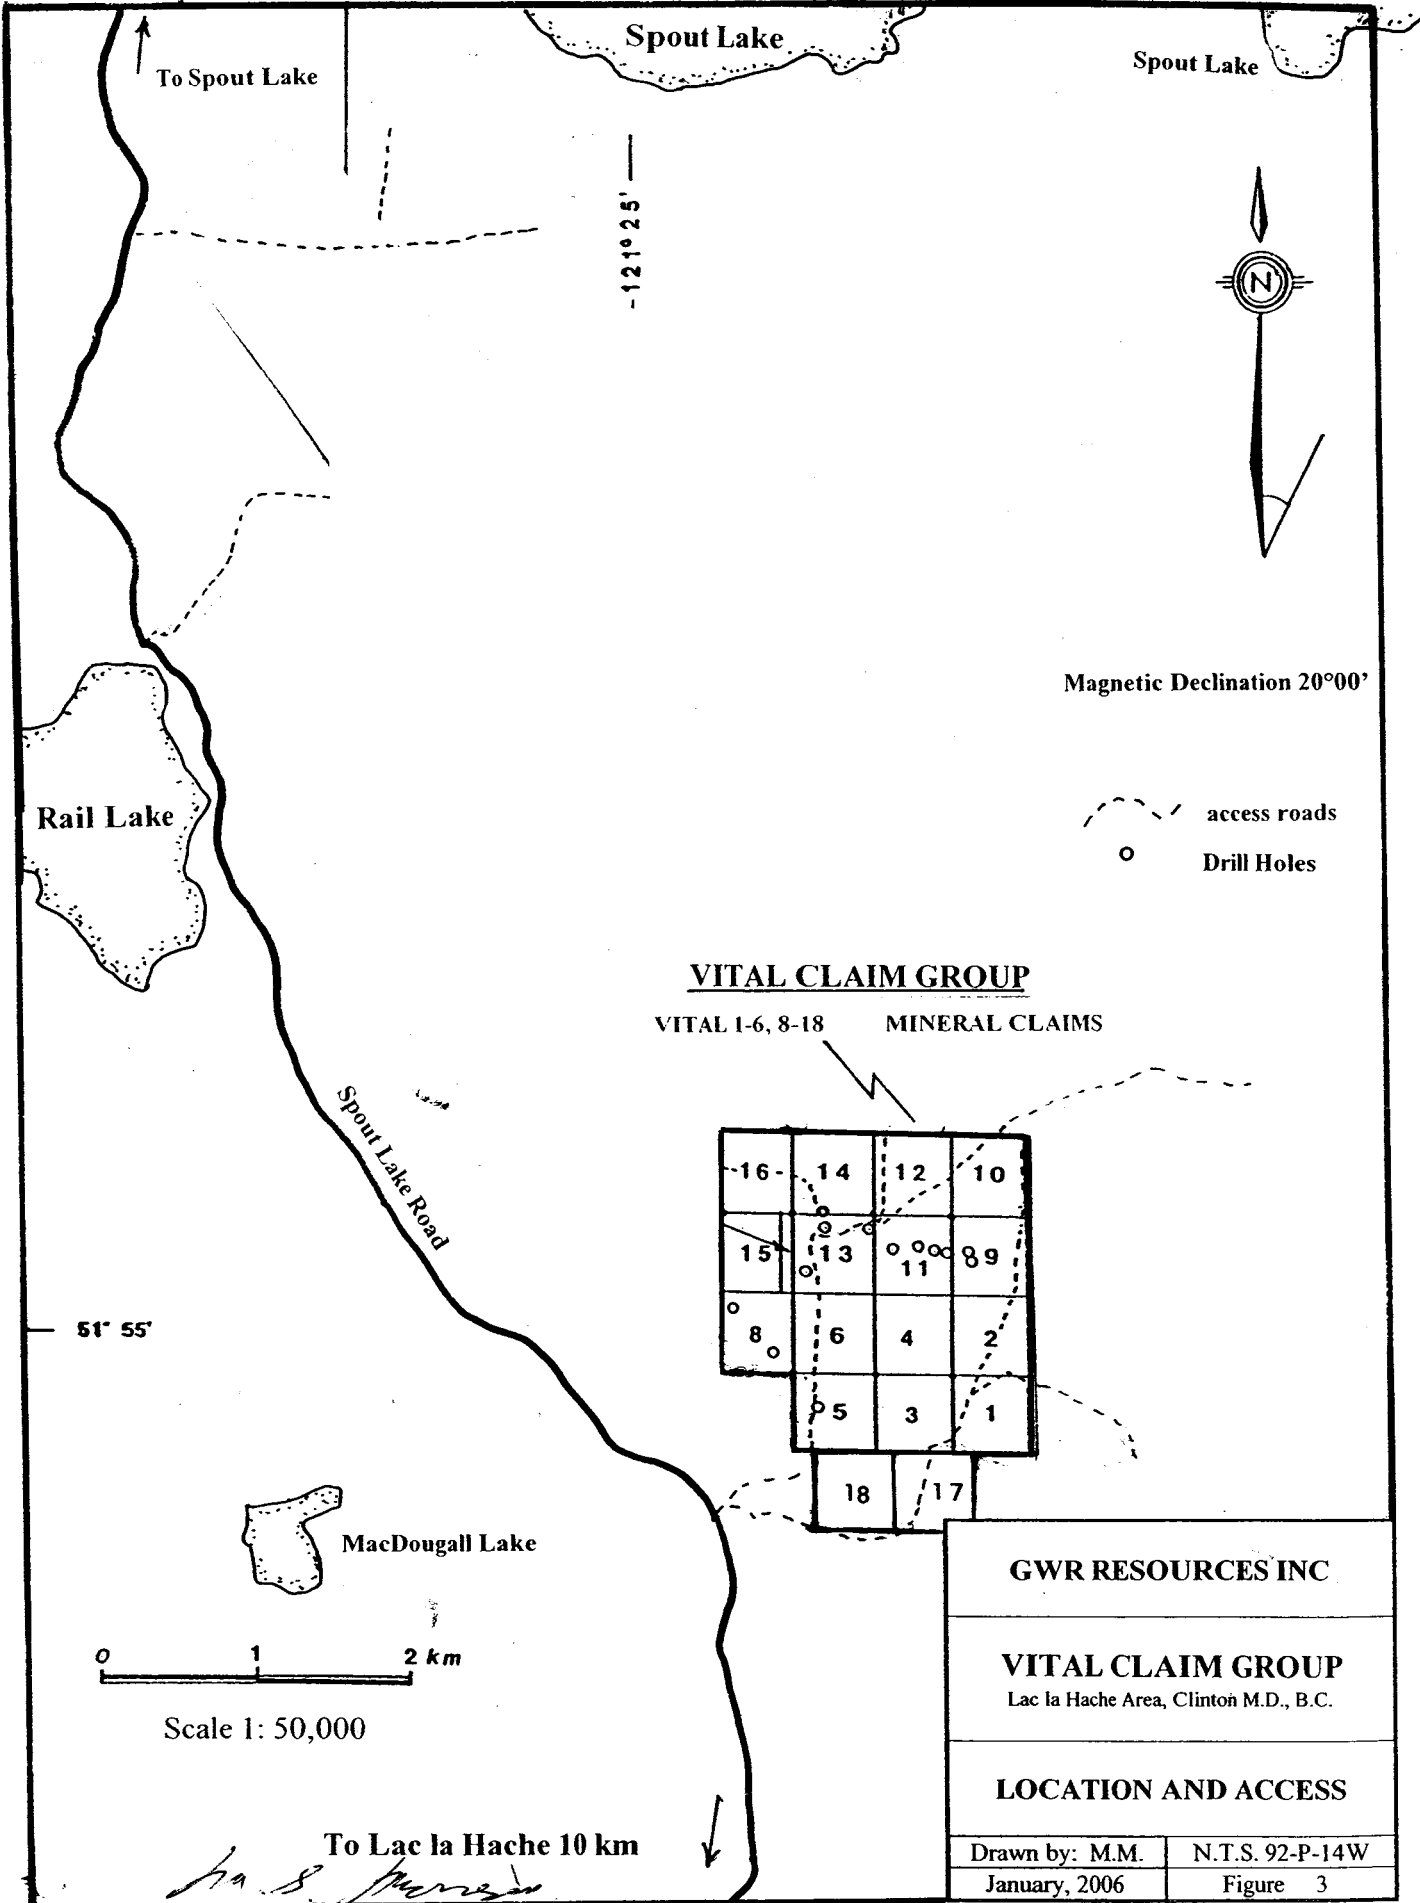 Spout Lake
Spout Lake
To Spout Lake
-121°25'
N
Magnetic Declination 20°00'
Rail Lake
access roads
Drill Holes
VITAL CLAIM GROUP
VITAL 1-6, 8-18 MINERAL CLAIMS
Spout Lake Road
16 14 12 10
15 13 11 9
51° 55'
8 6 4 2
5 3 1
18 17
MacDougall Lake
0 1 2 km
Scale 1: 50,000
To Lac la Hache 10 km
GWR RESOURCES INC
VITAL CLAIM GROUP
Lac la Hache Area, Clinton M.D., B.C.
LOCATION AND ACCESS
Drawn by: M.M. N.T.S. 92-P-14W
January, 2006 Figure 3